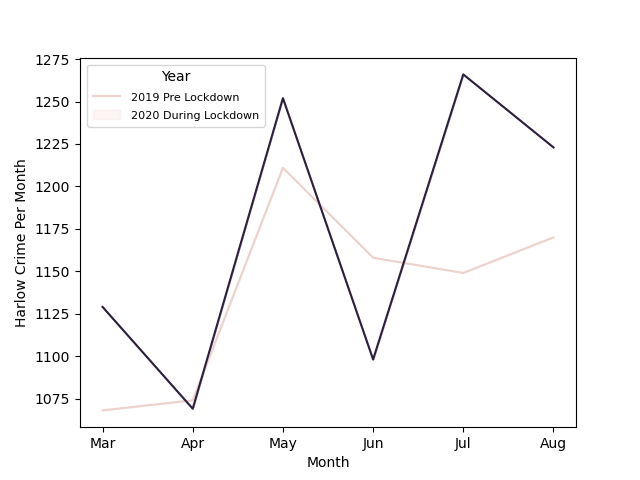 1275
1250
1225
1200
1175
1150
1125
1100
1075
Harlow Crime Per Month
Year
2019 Pre Lockdown
2020 During Lockdown
Mar Apr May Jun Jul Aug
Month